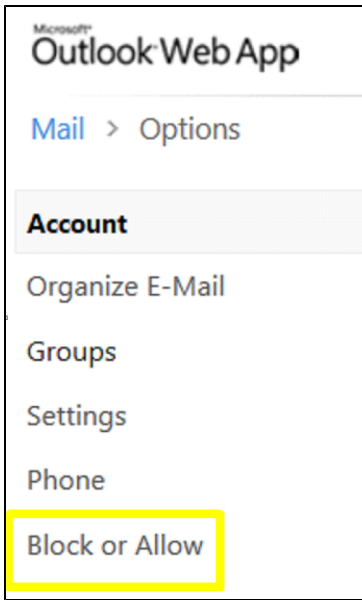 Microsoft®
Outlook Web App
Mail > Options
Account
Organize E-Mail
Groups
Settings
Phone
Block or Allow